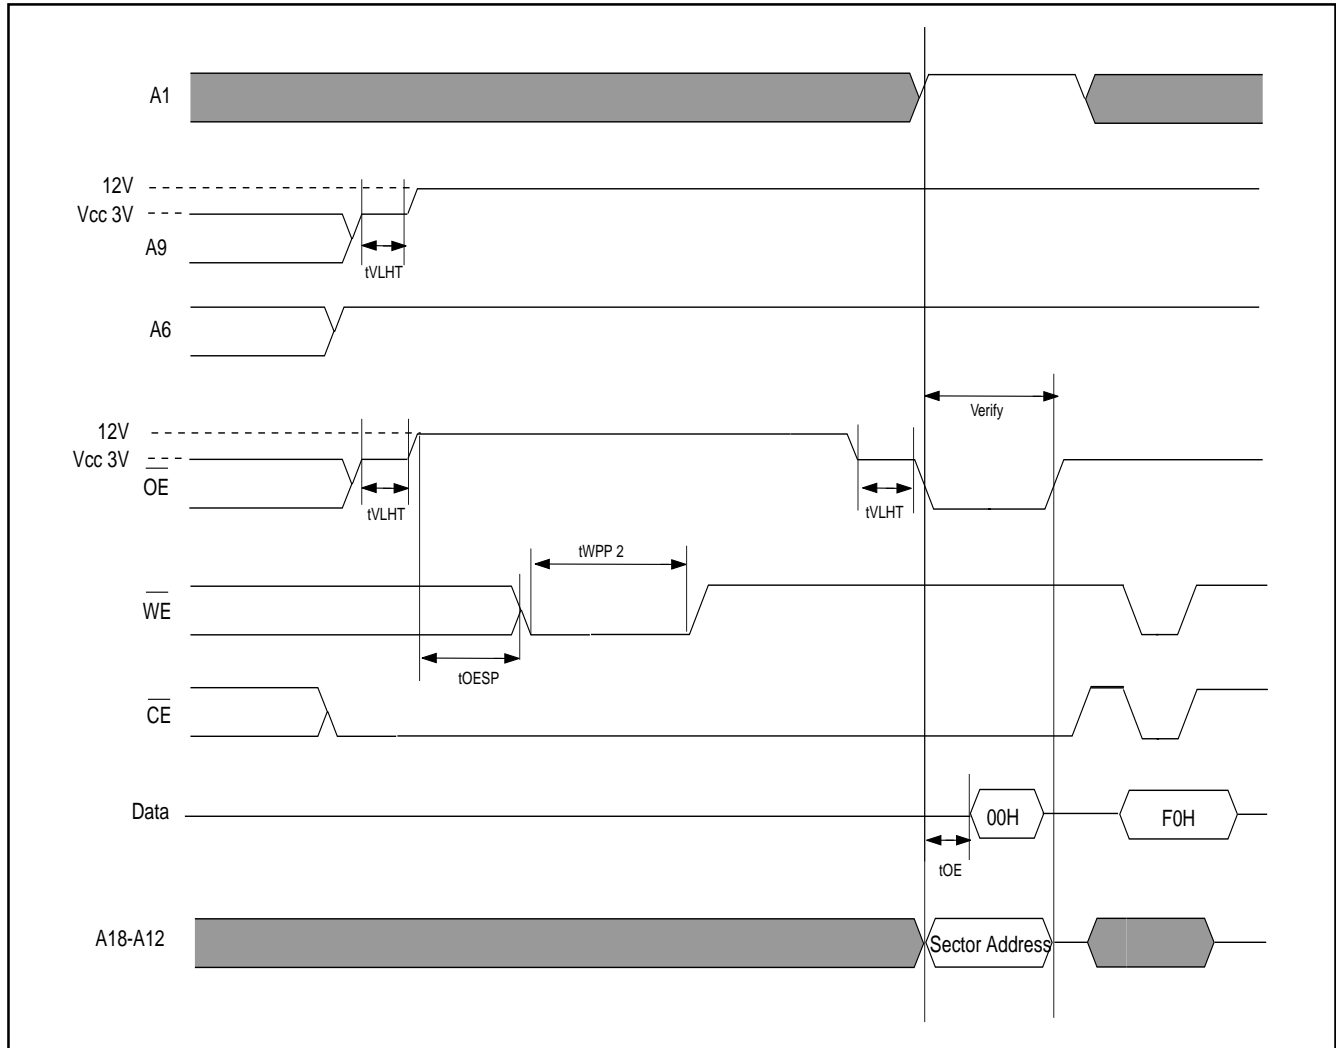 A1
12V
Vcc 3V
A9
tVLHT
A6
Verify
12V
Vcc 3V
OE
tVLHT
tVLHT
tWPP 2
WE
tOESP
CE
Data
00H
F0H
tOE
A18-A12
Sector Address